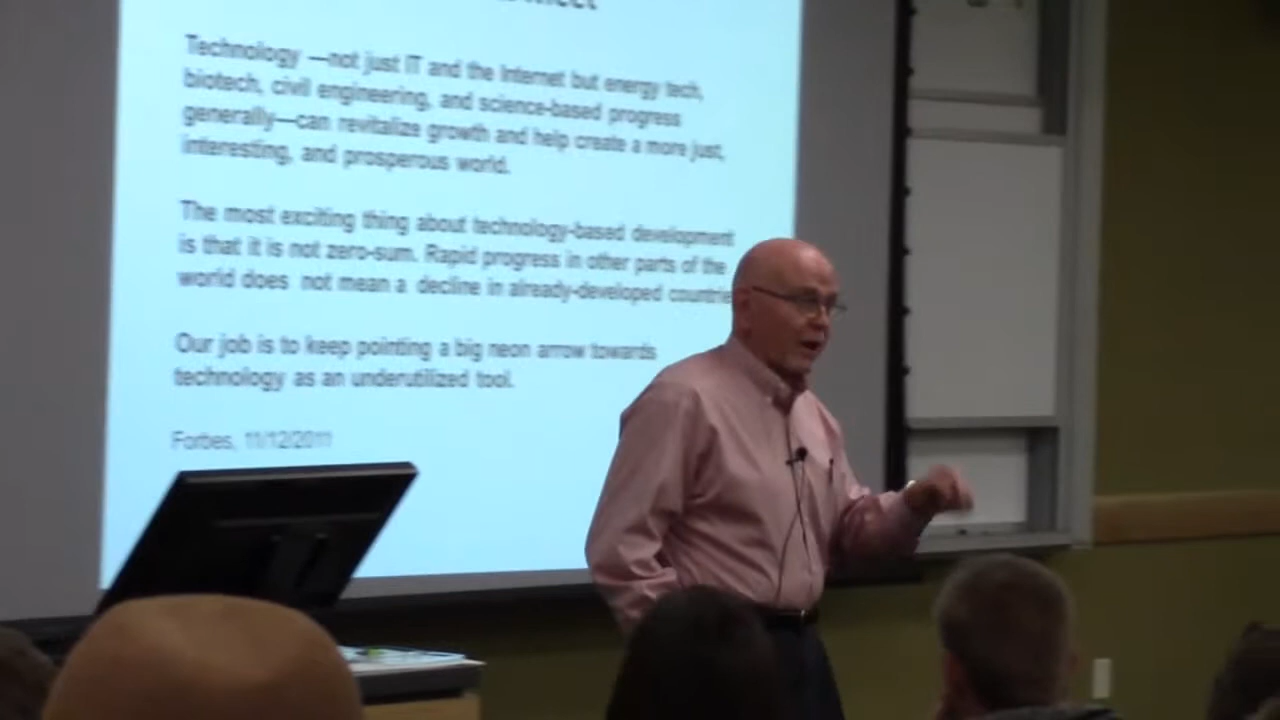 Technology —not just IT and the Internet but energy tech,
biotech, civil engineering, and science-based progress
generally—can revitalize growth and help create a more just,
interesting, and prosperous world.
The most exciting thing about technology-based development
is that it is not zero-sum. Rapid progress in other parts of the
world does not mean a decline in already-developed countrie
Our job is to keep pointing a big neon arrow towards
technology as an underutilized tool.
Forbes, 11/12/2011